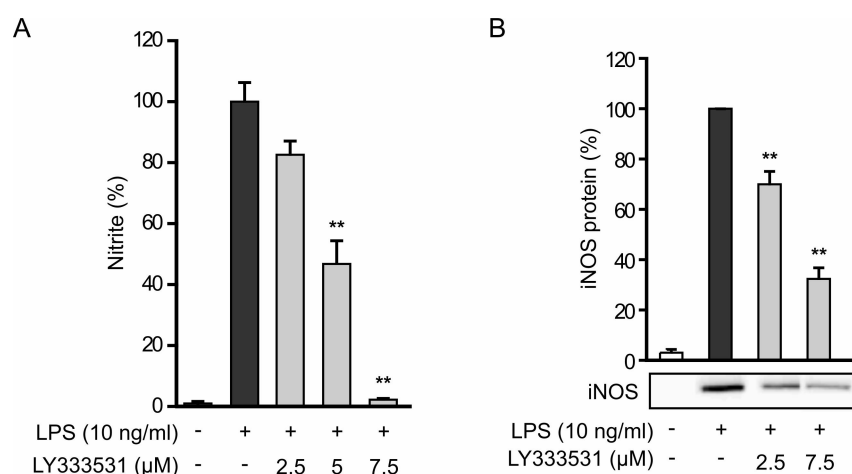 A
120
100
80
60
40
20
0
Nitrite (%)
**
**
LPS (10 ng/ml) - + + + +
LY333531 (µM) - - 2.5 5 7.5
B
120
100
80
60
40
20
0
iNOS protein (%)
**
**
iNOS
LPS (10 ng/ml) - + + +
LY333531 (µM) - - 2.5 7.5